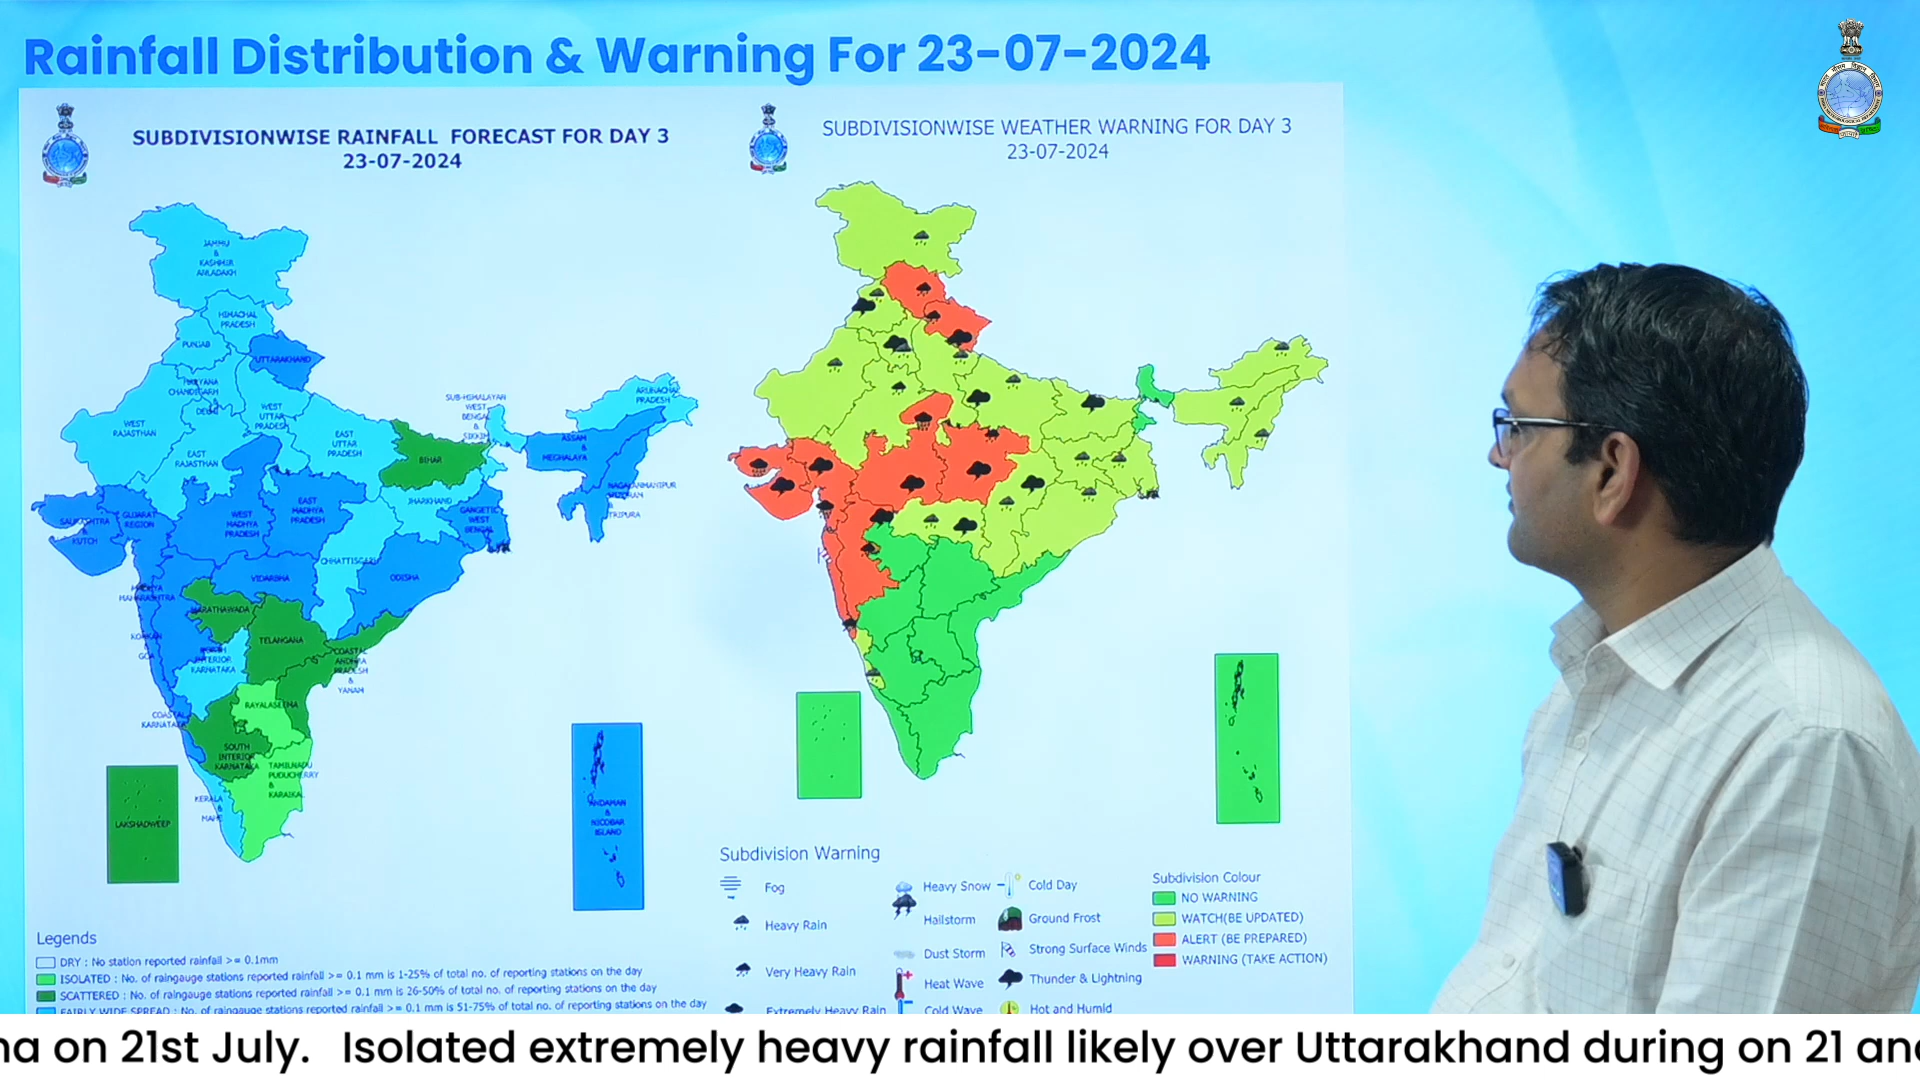 Rainfall Distribution & Warning For 23-07-2024
SUBDIVISIONWISE RAINFALL FORECAST FOR DAY 3
23-07-2024
JAMMU
&
KASHMIR
ANLADAKH
HIMACHAL
PRADESH
PUNJAB
UTTARAKHAND
HARYANA
CHANDIGARH
&
DELHI
WEST
RAJASTHAN
WEST
UTTAR
PRADESH
EAST
RAJASTHAN
EAST
UTTAR
PRADESH
SUB-HIMALAYAN
WEST
BENGAL
&
SIKKIM
ARUNACHAL
PRADESH
ASSAM
&
MEGHALAYA
BIHAR
JHARKHAND
GANGETIC
WEST
BENGAL
TRIPURA
SAURASHTRA
&
KUTCH
GUJARAT
REGION
WEST
MADHYA
PRADESH
EAST
MADHYA
PRADESH
CHHATTISGARH
ODISHA
VIDARBHA
MADHYA
MAHARASHTRA
MARATHAWADA
KONKAN
&
GOA
TELANGANA
COASTAL
ANDHRA
PRADESH
&
YANAM
NORTH
INTERIOR
KARNATAKA
RAYALASEEMA
COASTAL
KARNATAKA
SOUTH
INTERIOR
KARNATAKA
TAMILNADU
PUDUCHERRY
&
KARAIKAL
KERALA
&
MAHE
LAKSHADWEEP
ANDAMAN
&
NICOBAR
ISLAND
Legends
DRY : No station reported rainfall >= 0.1mm
ISOLATED : No. of raingauge stations reported rainfall >= 0.1 mm is 1-25% of total no. of reporting stations on the day
SCATTERED : No. of raingauge stations reported rainfall >= 0.1 mm is 26-50% of total no. of reporting stations on the day
FAIRLY WIDE SPREAD : No. of raingauge stations reported rainfall >= 0.1 mm is 51-75% of total no. of reporting stations on the day
SUBDIVISIONWISE WEATHER WARNING FOR DAY 3
23-07-2024
Subdivision Warning
Fog
Heavy Rain
Very Heavy Rain
Extremely Heavy Rain
Heavy Snow
Hailstorm
Dust Storm
Heat Wave
Cold Wave
Cold Day
Ground Frost
Strong Surface Winds
Thunder & Lightning
Hot and Humid
Subdivision Colour
NO WARNING
WATCH(BE UPDATED)
ALERT (BE PREPARED)
WARNING (TAKE ACTION)
na on 21st July. Isolated extremely heavy rainfall likely over Uttarakhand during on 21 and